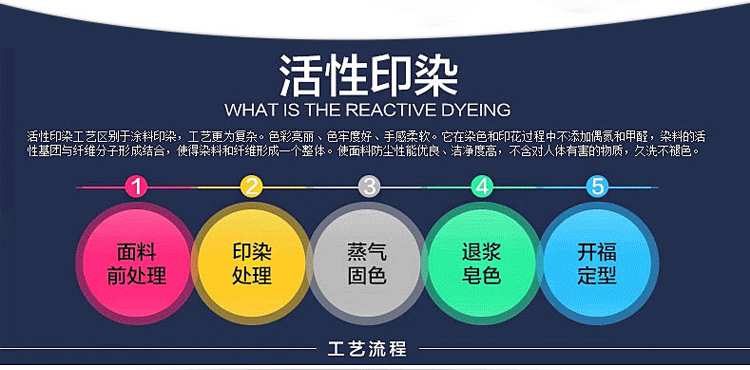 活性印染
WHAT IS THE REACTIVE DYEING
活性印染工艺区别于涂料印染，工艺更为复杂。色彩亮丽、色牢度好、手感柔软。它在染色和印花过程中不添加偶氮和甲醛，染料的活
性基团与纤维分子形成结合，使得染料和纤维形成一个整体。使面料防尘性能优良、洁净度高，不含对人体有害的物质，久洗不褪色。
1 2 3 4 5
面料 印染 蒸气 退浆 开福
前处理 处理 固色 皂色 定型
工艺流程